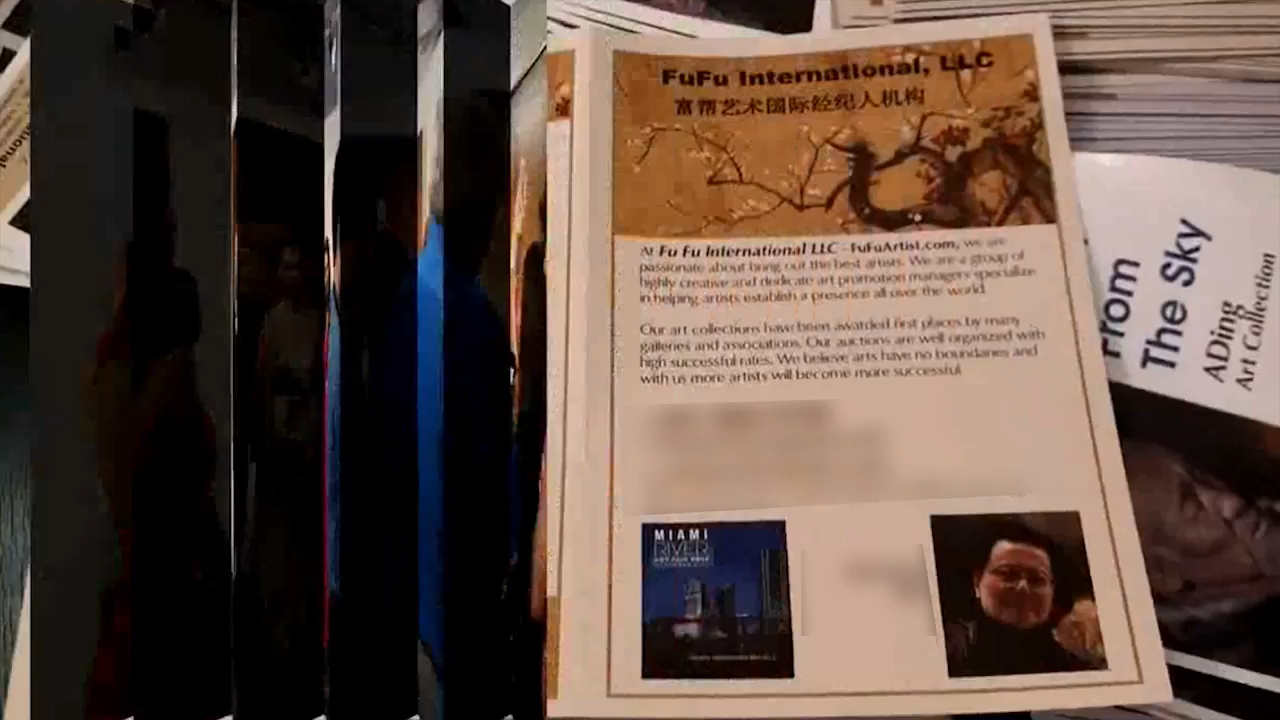 FuFu International, LLC
富帮艺术国际经纪人机构
At Fu Fu International LLC - FuFuArtist.com, we are
passionate about bring out the best artists. We are a group of
highly creative and dedicate art promotion managers specialize
in helping artists establish a presence all over the world.
Our art collections have been awarded first places by many
galleries and associations. Our auctions are well organized with
high successful rates. We believe arts have no boundaries and
with us more artists will become more successful
MIAMI
RIVER
From
The Sky
ADing
Art Collection